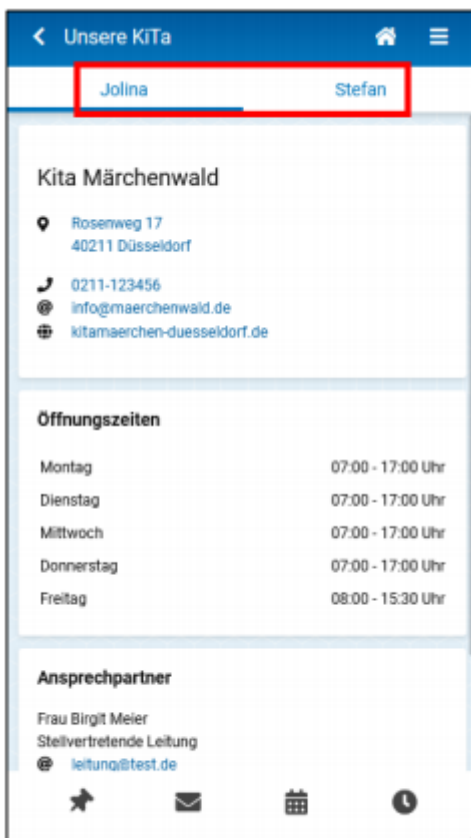 Unsere KiTa
Jolina Stefan
Kita Märchenwald
Rosenweg 17
40211 Düsseldorf
0211-123456
info@maerchenwald.de
kitamaerchen-duesseldorf.de
Öffnungszeiten
Montag 07:00 - 17:00 Uhr
Dienstag 07:00 - 17:00 Uhr
Mittwoch 07:00 - 17:00 Uhr
Donnerstag 07:00 - 17:00 Uhr
Freitag 08:00 - 15:30 Uhr
Ansprechpartner
Frau Birgit Meier
Stellvertretende Leitung
leitung@test.de